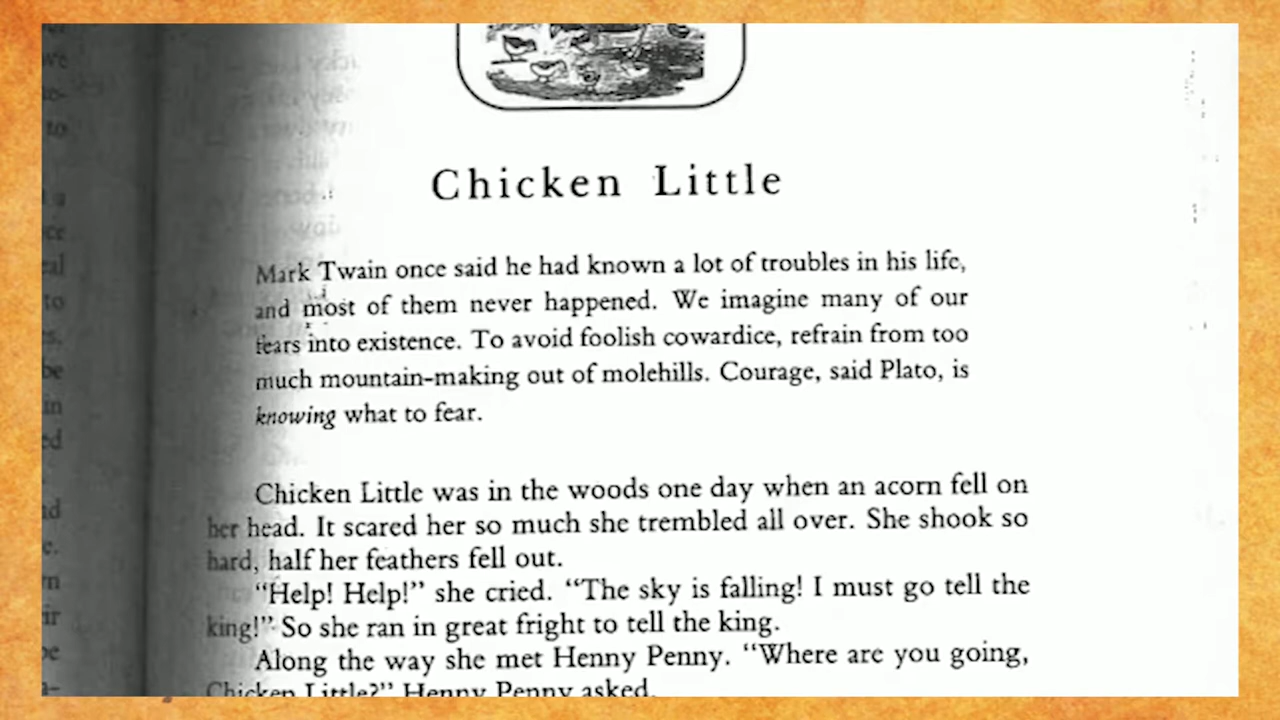 Chicken Little
Mark Twain once said he had known a lot of troubles in his life,
and most of them never happened. We imagine many of our
fears into existence. To avoid foolish cowardice, refrain from too
much mountain-making out of molehills. Courage, said Plato, is
knowing what to fear.
Chicken Little was in the woods one day when an acorn fell on
her head. It scared her so much she trembled all over. She shook so
hard, half her feathers fell out.
“Help! Help!” she cried. “The sky is falling! I must go tell the
king!” So she ran in great fright to tell the king.
Along the way she met Henny Penny. “Where are you going,
Chicken Little?” Henny Penny asked.